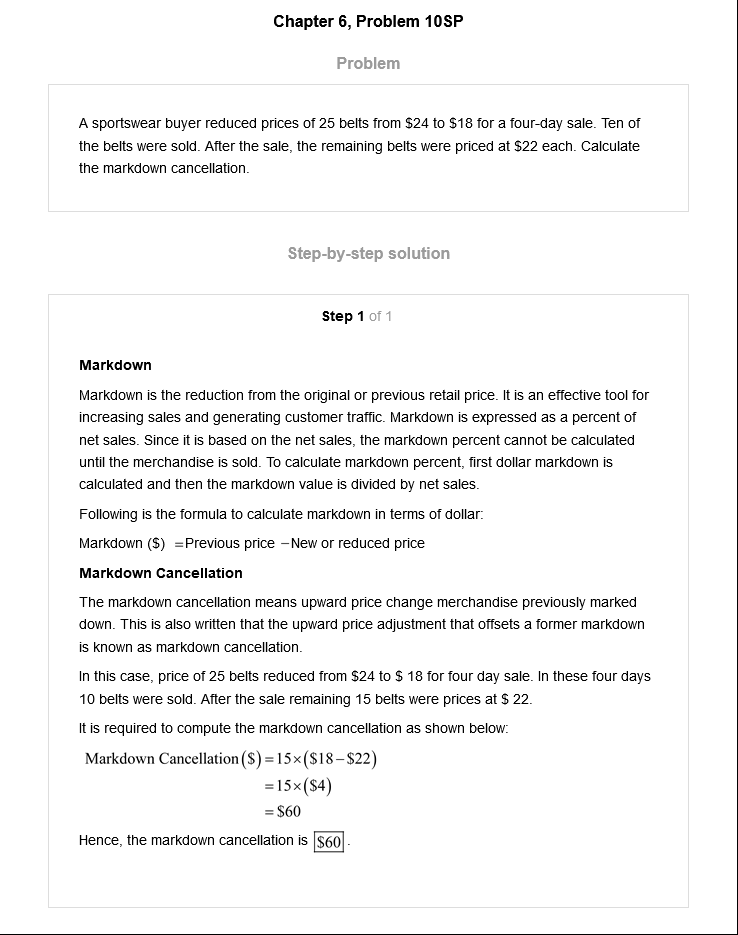 Chapter 6, Problem 10SP
Problem
A sportswear buyer reduced prices of 25 belts from $24 to $18 for a four-day sale. Ten of
the belts were sold. After the sale, the remaining belts were priced at $22 each. Calculate
the markdown cancellation.
Step-by-step solution
Step 1 of 1
Markdown
Markdown is the reduction from the original or previous retail price. It is an effective tool for
increasing sales and generating customer traffic. Markdown is expressed as a percent of
net sales. Since it is based on the net sales, the markdown percent cannot be calculated
until the merchandise is sold. To calculate markdown percent, first dollar markdown is
calculated and then the markdown value is divided by net sales.
Following is the formula to calculate markdown in terms of dollar:
Markdown ($) =Previous price −New or reduced price
Markdown Cancellation
The markdown cancellation means upward price change merchandise previously marked
down. This is also written that the upward price adjustment that offsets a former markdown
is known as markdown cancellation.
In this case, price of 25 belts reduced from $24 to $ 18 for four day sale. In these four days
10 belts were sold. After the sale remaining 15 belts were prices at $ 22.
It is required to compute the markdown cancellation as shown below:
Markdown Cancellation($)=15×($18−$22)
=15×($4)
=$60
Hence, the markdown cancellation is $60.